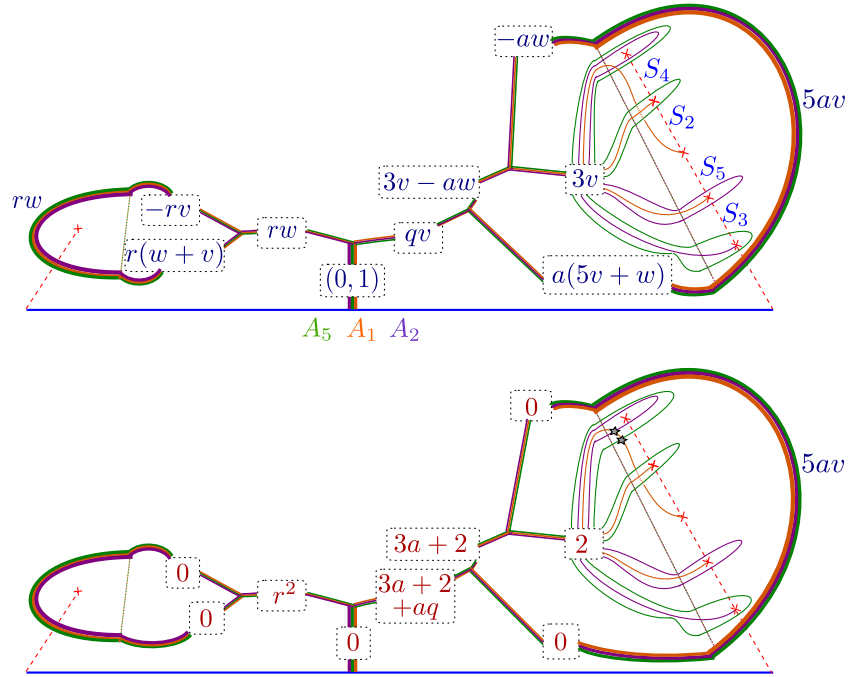 −aw
S₄
5av
S₂
3v − aw
3v
S₅
rw
−rv
S₃
rw
qv
r(w + v)
(0, 1)
a(5v + w)
A₅ A₁ A₂
0
5av
3a + 2
2
0
r²
3a + 2
+aq
0
0
0